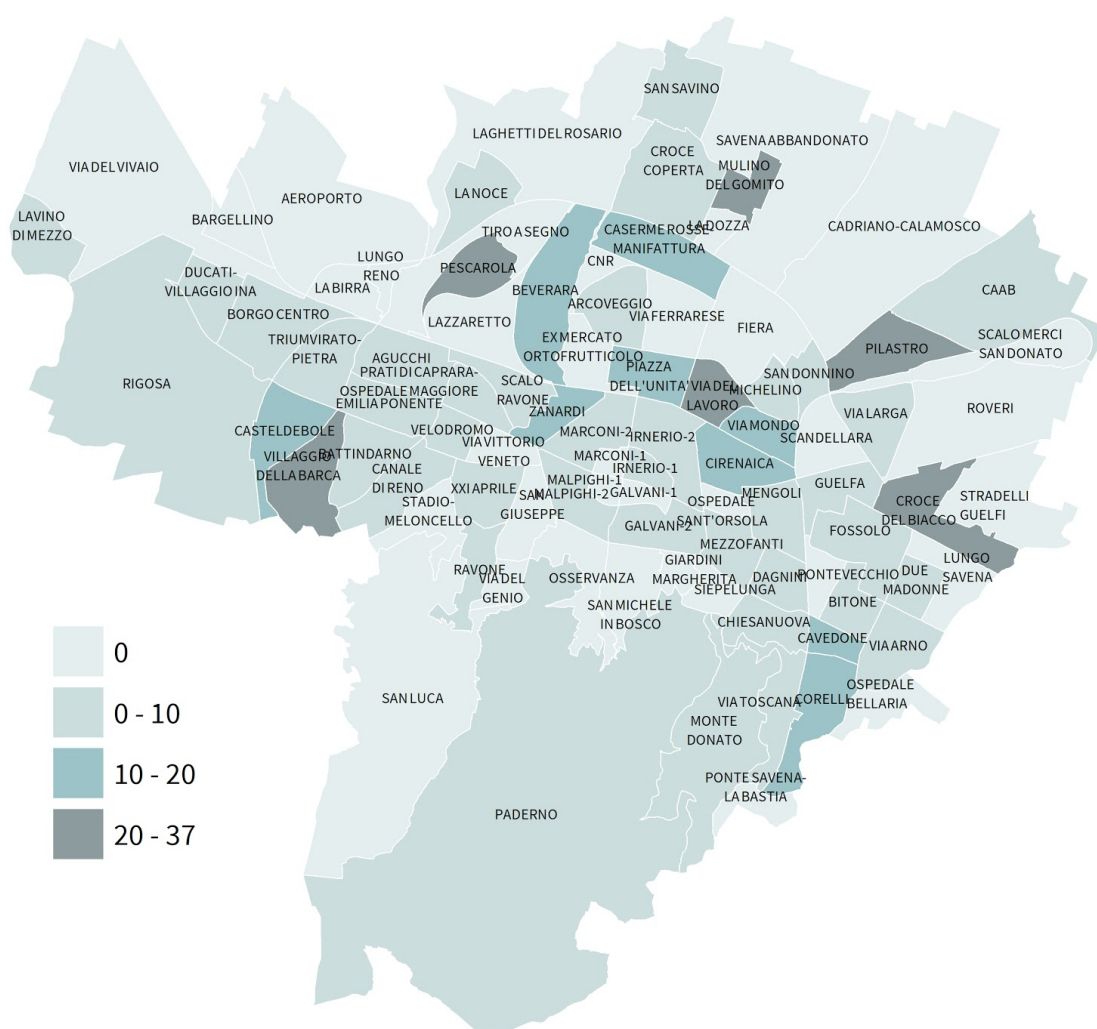 SAN SAVINO
LAGHETTI DEL ROSARIO
SAVENA ABBANDONATO
CROCE
COPERTA
VIA DEL VIVAIO
MULINO
DEL GOMITO
AEROPORTO
LA NOCE
LAVINO
DI MEZZO
BARGELLINO
TIRO A SEGNO
CASERME ROSSE-
MANIFATTURA
LA DOZZA
CADRIANO-CALAMOSCO
LUNGO
RENO
CNR
PESCAROLA
DUCATI-
VILLAGGIO INA
LA BIRRA
BEVERARA
CAAB
ARCOVEGGIO
BORGO CENTRO
LAZZARETTO
VIA FERRARESE
FIERA
TRIUMVIRATO-
PIETRA
EX MERCATO
ORTOFRUTTICOLO
SCALO MERCI
SAN DONATO
PILASTRO
AGUCCHI
PRATI DI CAPRARA-
OSPEDALE MAGGIORE
PIAZZA
DELL'UNITA'
SAN DONNINO
RIGOSA
SCALO
RAVONE
VIA DEL
LAVORO
MICHELINO
EMILIA PONENTE
ZANARDI
VIA LARGA
ROVERI
CASTELDEBOLE
VELODROMO
MARCONI-2
IRNERIO-2
VIA MONDO
SCANDELLARA
VIA VITTORIO
VENETO
VILLAGGIO
DELLA BARCA
BATTINDARNO
MARCONI-1
IRNERIO-1
CIRENAICA
CANALE
DI RENO
XXI APRILE
MALPIGHI-1
MALPIGHI-2
GALVANI-1
MENGOLI
GUELFA
STADIO-
MELONCELLO
SAN
GIUSEPPE
OSPEDALE
SANT'ORSOLA
CROCE
DEL BIACCO
STRADELLI
GUELFI
GALVANI-2
FOSSOLO
MEZZOFANTI
GIARDINI
MARGHERITA
LUNGO
SAVENA
RAVONE
VIA DEL
GENIO
OSSERVANZA
DAGNINI
PONTEVECCHIO
DUE
MADONNE
SIEPELUNGA
BITONE
SAN MICHELE
IN BOSCO
CHIESANUOVA
CAVEDONE
VIA ARNO
0
SAN LUCA
OSPEDALE
BELLARIA
VIA TOSCANA
CORELLI
0 - 10
MONTE
DONATO
10 - 20
PONTE SAVENA-
LA BASTIA
PADERNO
20 - 37